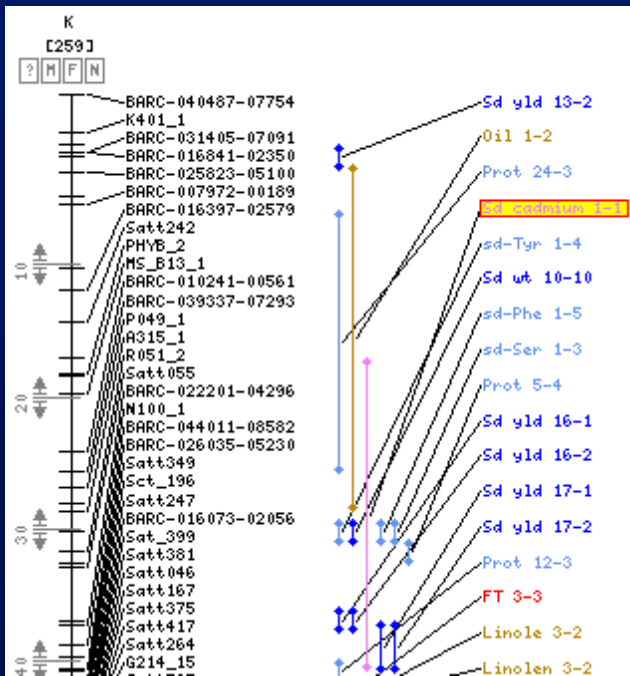 K
[259]
? M F N
BARC-040487-07754
K401_1
BARC-031405-07091
BARC-016841-02350
BARC-025823-05100
BARC-007972-00189
BARC-016397-02579
Satt242
PHYB_2
MS_B13_1
BARC-010241-00561
BARC-039337-07293
P049_1
A315_1
R051_2
Satt055
BARC-022201-04296
N100_1
BARC-044011-08582
BARC-026035-05230
Satt349
Sct_196
Satt247
BARC-016073-02056
Sat_399
Satt381
Satt046
Satt167
Satt375
Satt417
Satt264
G214_15
10
20
30
40
Sd yld 13-2
Oil 1-2
Prot 24-3
Sd cadmium 1-1
sd-Tyr 1-4
Sd wt 10-10
sd-Phe 1-5
sd-Ser 1-3
Prot 5-4
Sd yld 16-1
Sd yld 16-2
Sd yld 17-1
Sd yld 17-2
Prot 12-3
FT 3-3
Linole 3-2
Linolen 3-2